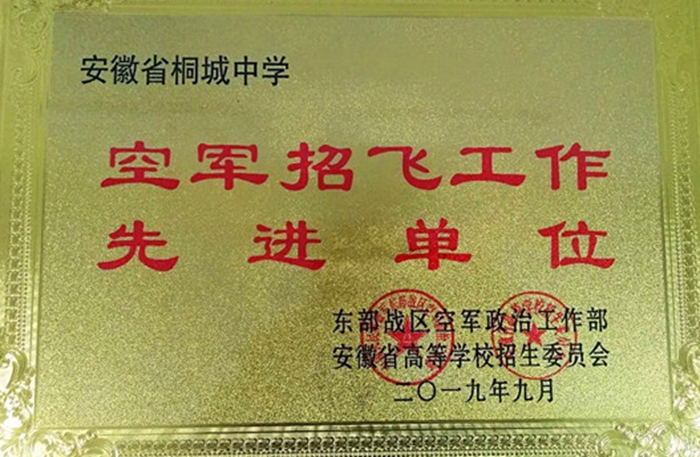 安徽省桐城中学
空军招飞工作
先进单位
东部战区空军政治工作部
安徽省高等学校招生委员会
二〇一九年九月